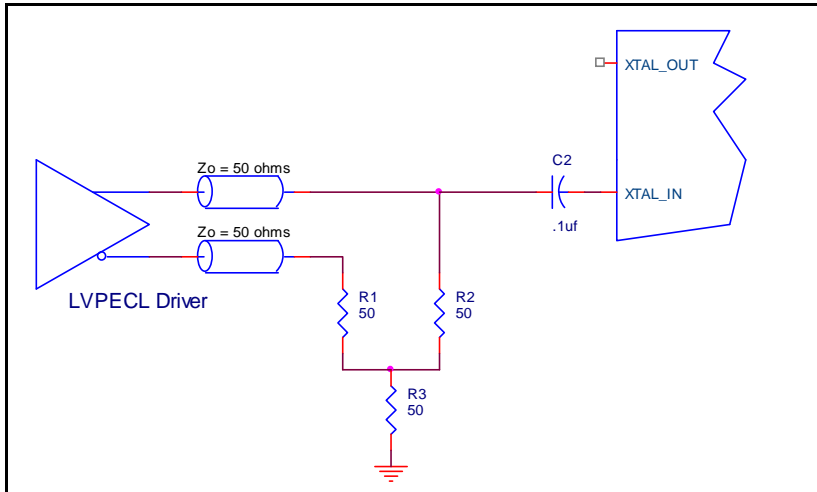 XTAL_OUT
Zo = 50 ohms
C2
XTAL_IN
.1uf
Zo = 50 ohms
LVPECL Driver
R1
50
R2
50
R3
50